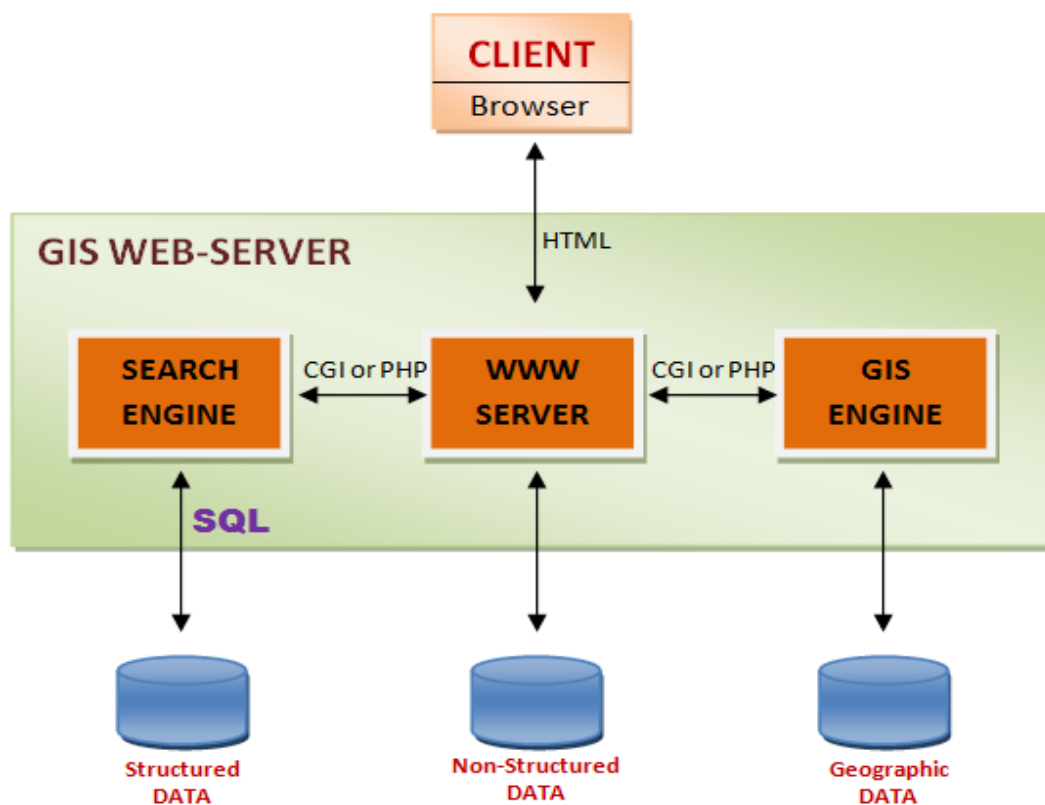 CLIENT
Browser
HTML
GIS WEB-SERVER
SEARCH
ENGINE
CGI or PHP
WWW
SERVER
CGI or PHP
GIS
ENGINE
SQL
Structured
DATA
Non-Structured
DATA
Geographic
DATA